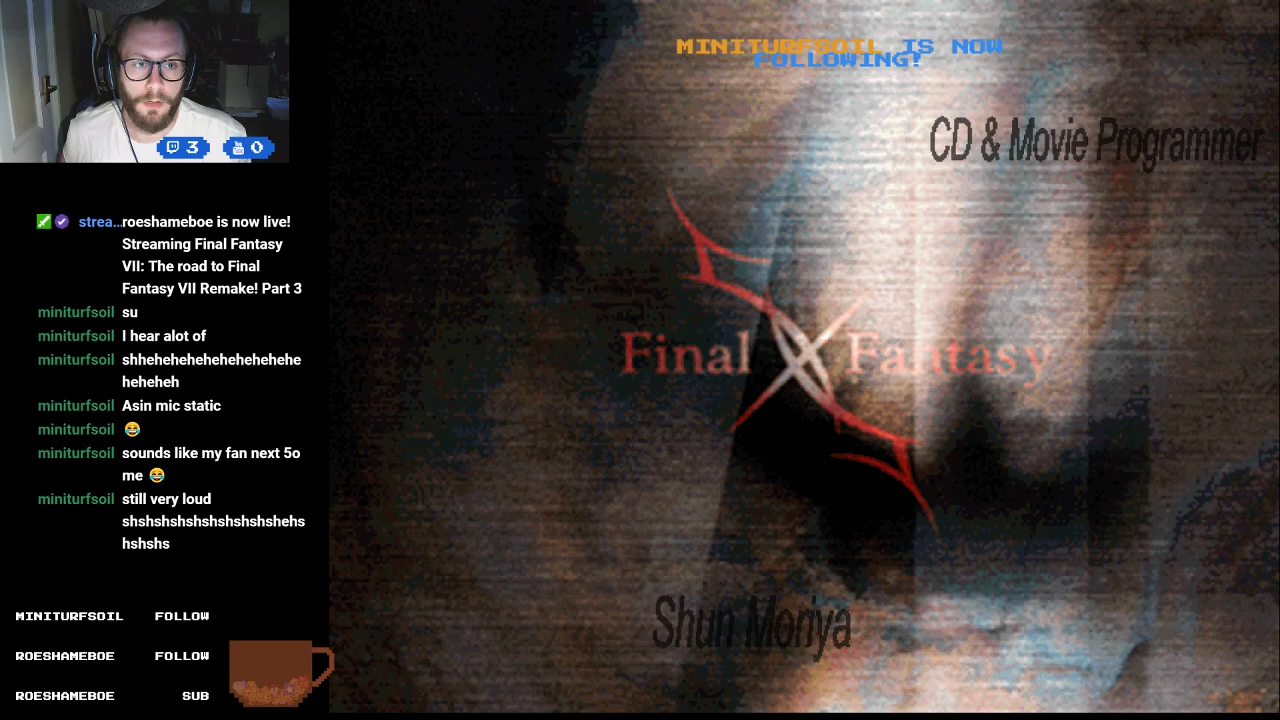 MINITURFSOIL IS NOW
FOLLOWING!
CD & Movie Programmer
3
0
strea... roeshameboe is now live!
Streaming Final Fantasy
VII: The road to Final
Fantasy VII Remake! Part 3
miniturfsoil su
miniturfsoil I hear alot of
miniturfsoil shhehehehehehehehehehe
heheheh
miniturfsoil Asin mic static
miniturfsoil 😂
miniturfsoil sounds like my fan next 5o
me 😂
miniturfsoil still very loud
shshshshshshshshshshehs
hshshs
Final Fantasy
Shun Moriya
MINITURFSOIL FOLLOW
ROESHAMEBOE FOLLOW
ROESHAMEBOE SUB